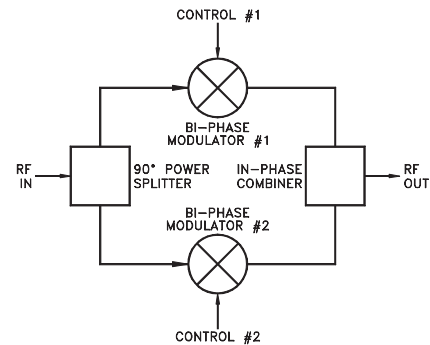 CONTROL #1
BI-PHASE
MODULATOR #1
RF
IN
90° POWER
SPLITTER
IN-PHASE
COMBINER
RF
OUT
BI-PHASE
MODULATOR #2
CONTROL #2